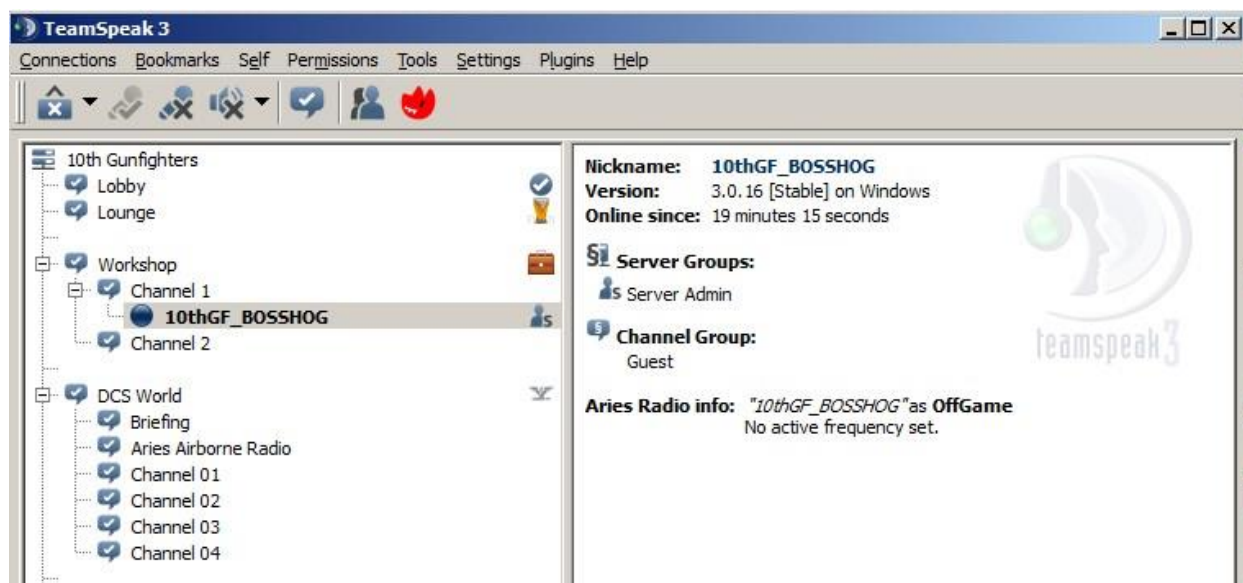 TeamSpeak 3
Connections Bookmarks Self Permissions Tools Settings Plugins Help
10th Gunfighters
Lobby
Lounge
Workshop
Channel 1
10thGF_BOSSHOG
Channel 2
DCS World
Briefing
Aries Airborne Radio
Channel 01
Channel 02
Channel 03
Channel 04
Nickname: 10thGF_BOSSHOG
Version: 3.0.16 [Stable] on Windows
Online since: 19 minutes 15 seconds
Server Groups:
Server Admin
Channel Group:
Guest
Aries Radio info: "10thGF_BOSSHOG"as OffGame
No active frequency set.
teamspeak 3